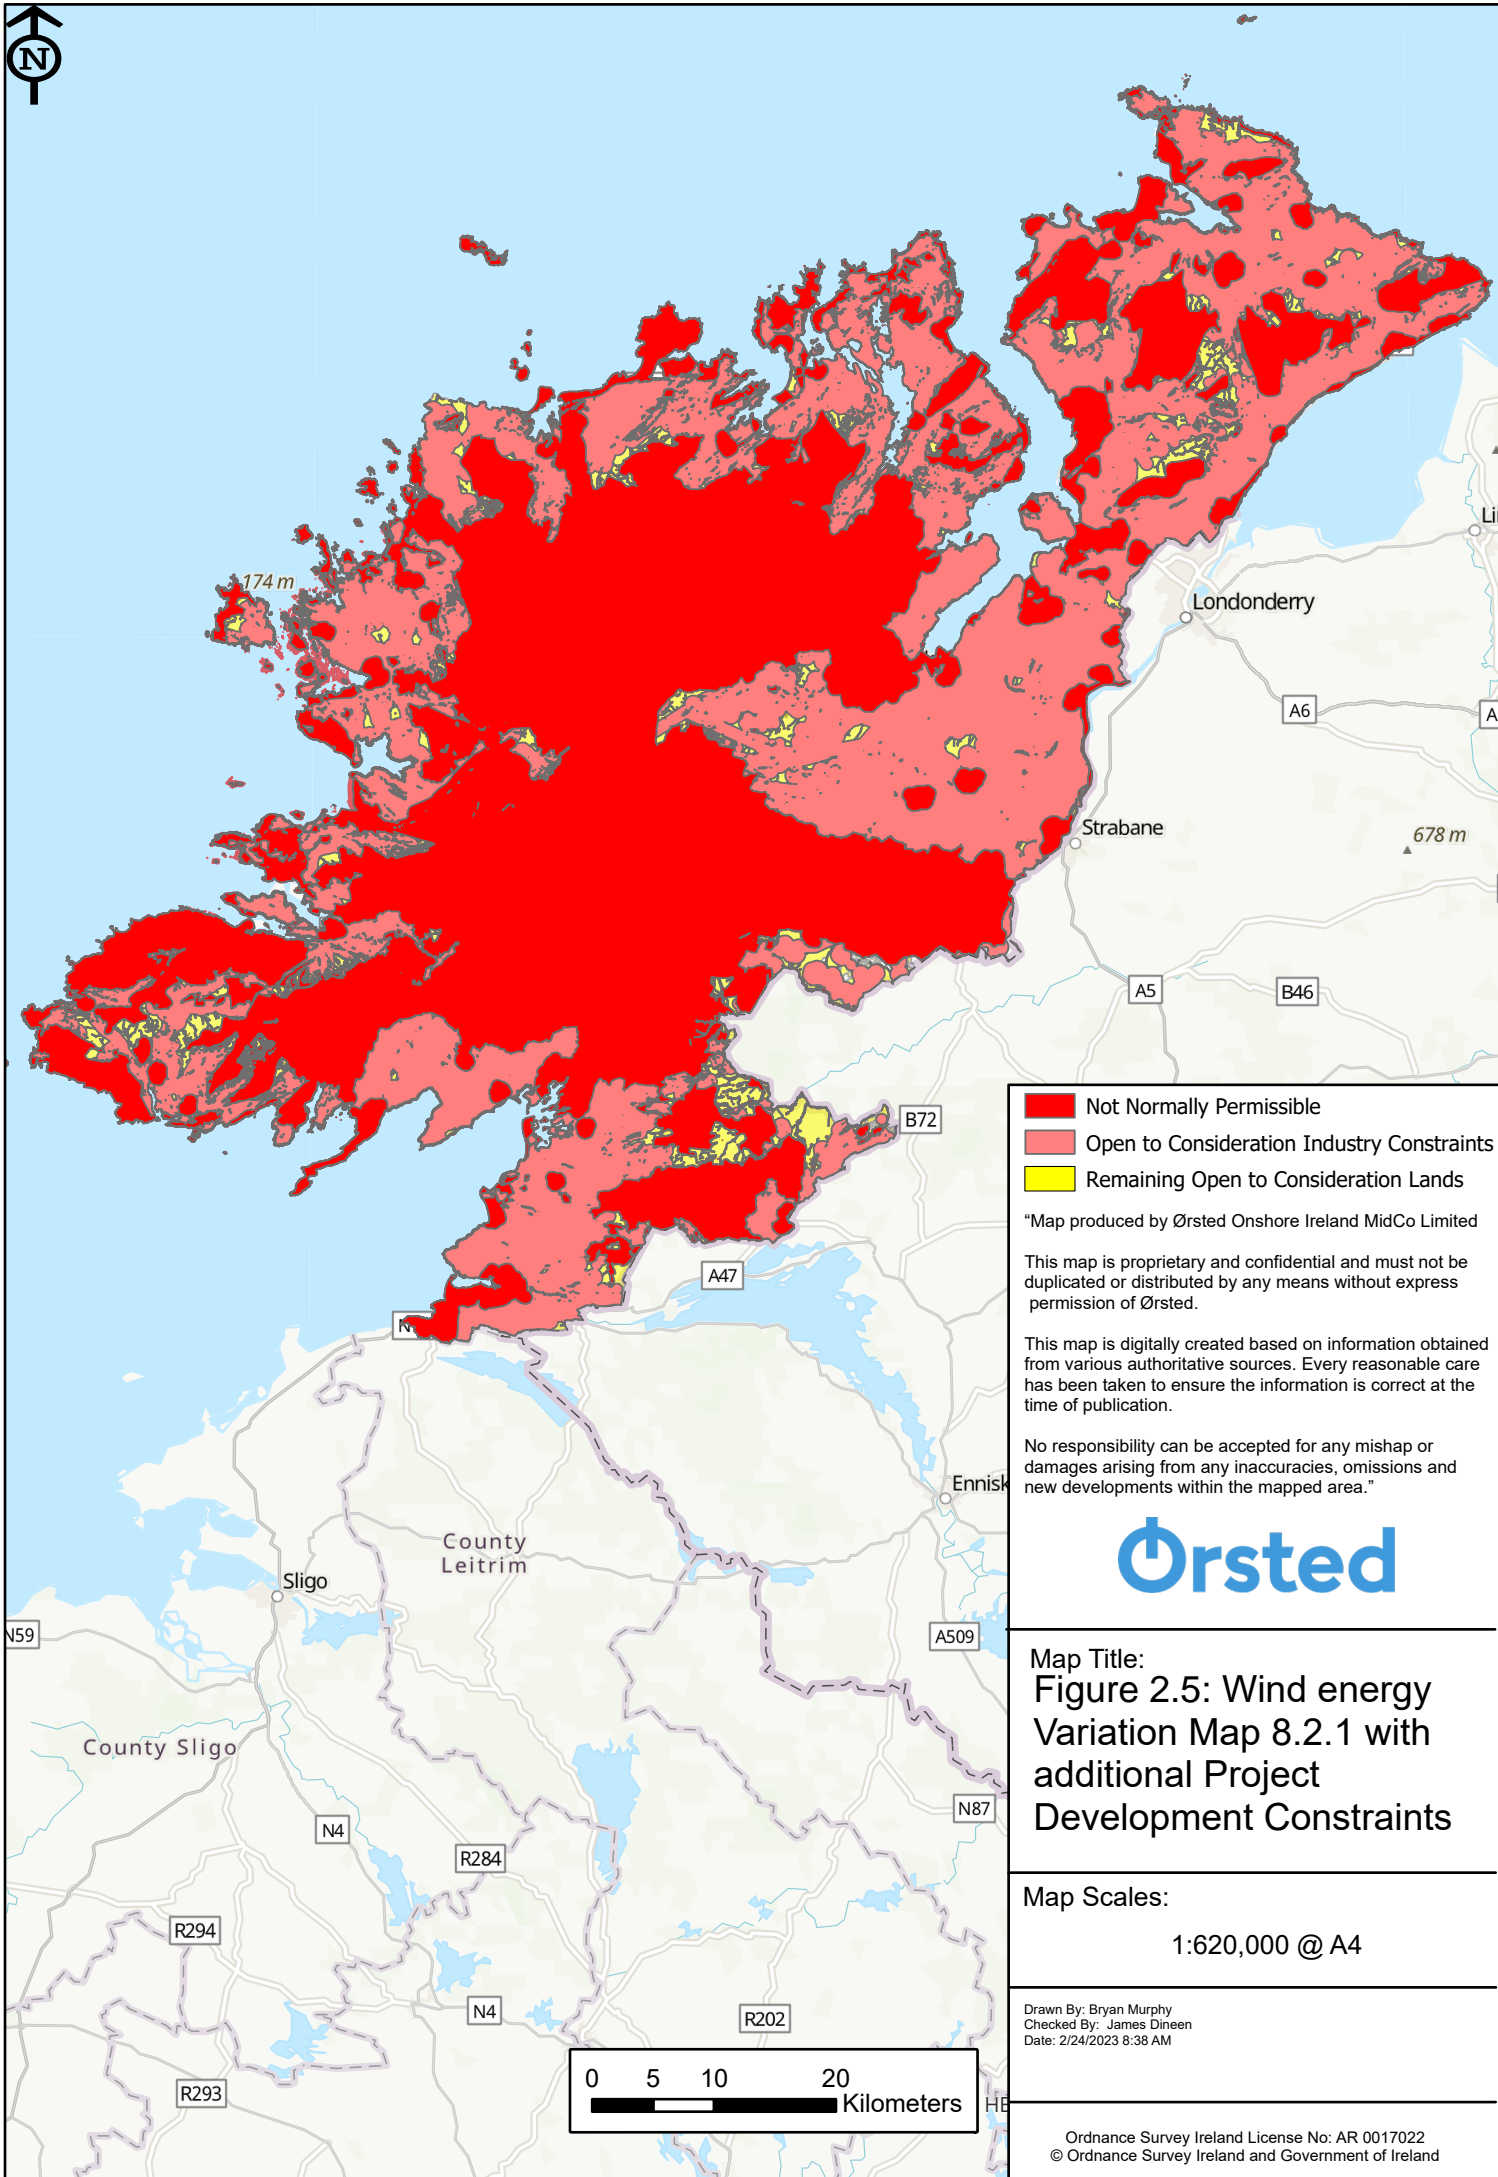 N
174 m
Londonderry
A6
Strabane
678 m
A5
B46
B72
A47
Ennisk
County
Leitrim
Sligo
N59
A509
County Sligo
N4
N87
R284
R294
N4
R202
R293
0 5 10 20
Kilometers
Not Normally Permissible
Open to Consideration Industry Constraints
Remaining Open to Consideration Lands
“Map produced by Ørsted Onshore Ireland MidCo Limited
This map is proprietary and confidential and must not be
duplicated or distributed by any means without express
permission of Ørsted.
This map is digitally created based on information obtained
from various authoritative sources. Every reasonable care
has been taken to ensure the information is correct at the
time of publication.
No responsibility can be accepted for any mishap or
damages arising from any inaccuracies, omissions and
new developments within the mapped area.”
Ørsted
Map Title:
Figure 2.5: Wind energy
Variation Map 8.2.1 with
additional Project
Development Constraints
Map Scales:
1:620,000 @ A4
Drawn By: Bryan Murphy
Checked By: James Dineen
Date: 2/24/2023 8:38 AM
Ordnance Survey Ireland License No: AR 0017022
© Ordnance Survey Ireland and Government of Ireland